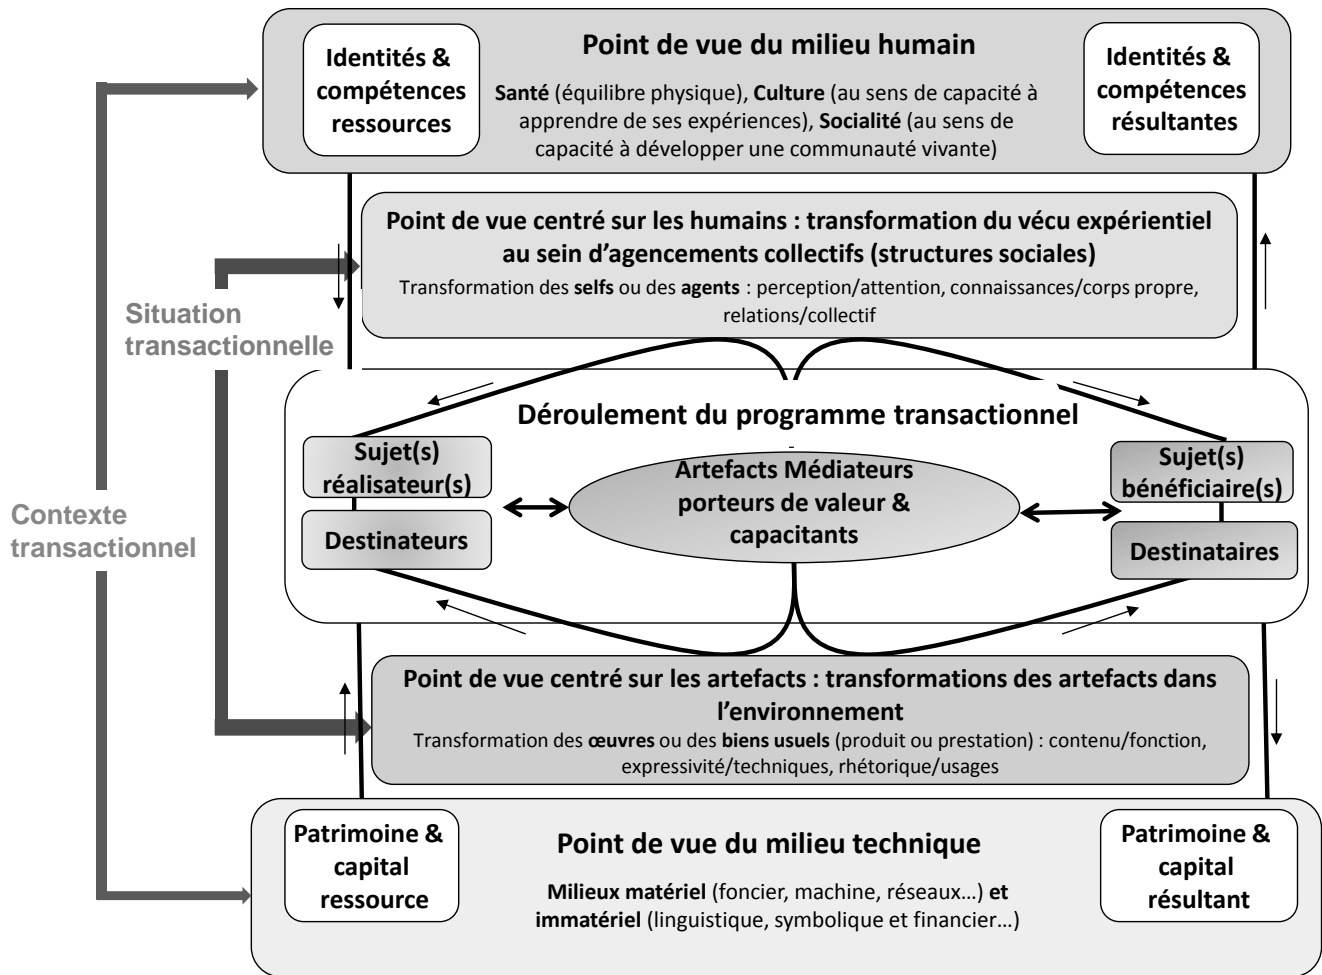 Point de vue du milieu humain
Identités &
compétences
ressources
Santé (équilibre physique), Culture (au sens de capacité à
apprendre de ses expériences), Socialité (au sens de
capacité à développer une communauté vivante)
Identités &
compétences
résultantes
Point de vue centré sur les humains : transformation du vécu expérientiel
au sein d’agencements collectifs (structures sociales)
Transformation des selfs ou des agents : perception/attention, connaissances/corps propre,
relations/collectif
Situation
transactionnelle
Contexte
transactionnel
Déroulement du programme transactionnel
Sujet(s)
réalisateur(s)
Destinateurs
Artefacts Médiateurs
porteurs de valeur &
capacitants
Sujet(s)
bénéficiaire(s)
Destinataires
Point de vue centré sur les artefacts : transformations des artefacts dans
l’environnement
Transformation des œuvres ou des biens usuels (produit ou prestation) : contenu/fonction,
expressivité/techniques, rhétorique/usages
Patrimoine &
capital
ressource
Point de vue du milieu technique
Milieux matériel (foncier, machine, réseaux…) et
immatériel (linguistique, symbolique et financier…)
Patrimoine &
capital
résultant